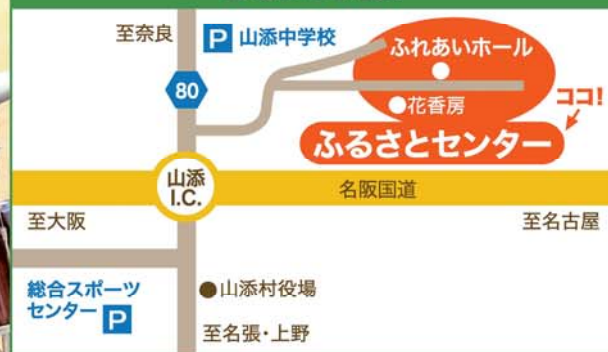 至奈良
P 山添中学校
ふれあいホール
80
花香房
ココ!
ふるさとセンター
山添
I.C.
名阪国道
至大阪
至名古屋
総合スポーツ
センター P
山添村役場
至名張・上野